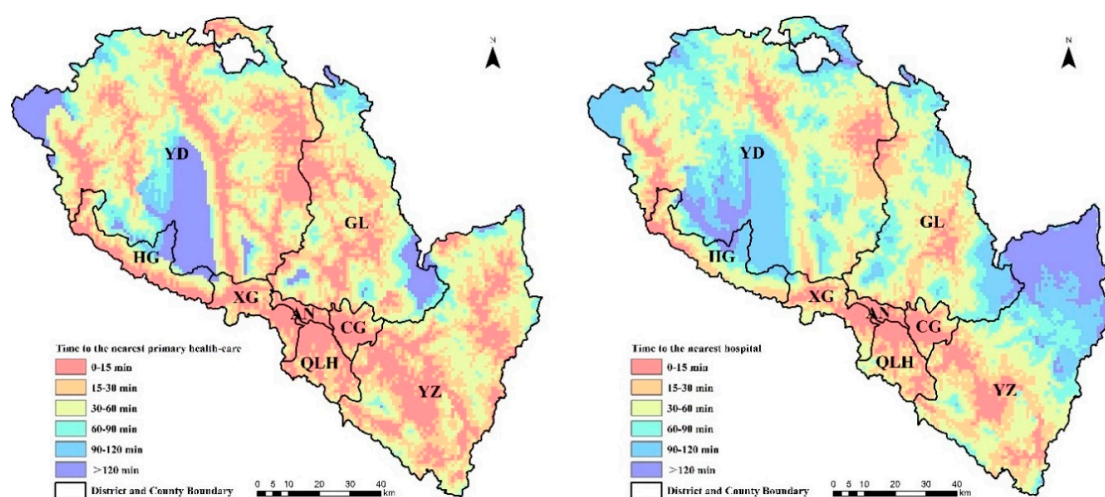 N
YD
GL
HG
XG
AN
CG
QLH
YZ
Time to the nearest primary health-care
0-15 min
15-30 min
30-60 min
60-90 min
90-120 min
>120 min
District and County Boundary
0 5 10 20 30 40
km
N
YD
GL
HG
XG
AN
CG
QLH
YZ
Time to the nearest hospital
0-15 min
15-30 min
30-60 min
60-90 min
90-120 min
>120 min
District and County Boundary
0 5 10 20 30 40
km